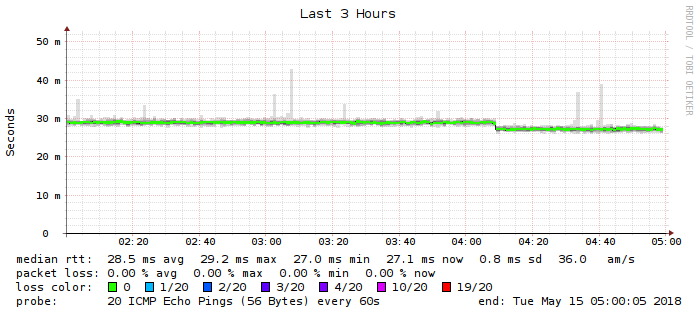 Last 3 Hours
RRDTOOL / TOBI OETIKER
Seconds
50 m
40 m
30 m
20 m
10 m
0
02:20 02:40 03:00 03:20 03:40 04:00 04:20 04:40 05:00
median rtt: 28.5 ms avg 29.2 ms max 27.0 ms min 27.1 ms now 0.8 ms sd 36.0 am/s
packet loss: 0.00 % avg 0.00 % max 0.00 % min 0.00 % now
loss color: 0 1/20 2/20 3/20 4/20 10/20 19/20
probe: 20 ICMP Echo Pings (56 Bytes) every 60s end: Tue May 15 05:00:05 2018